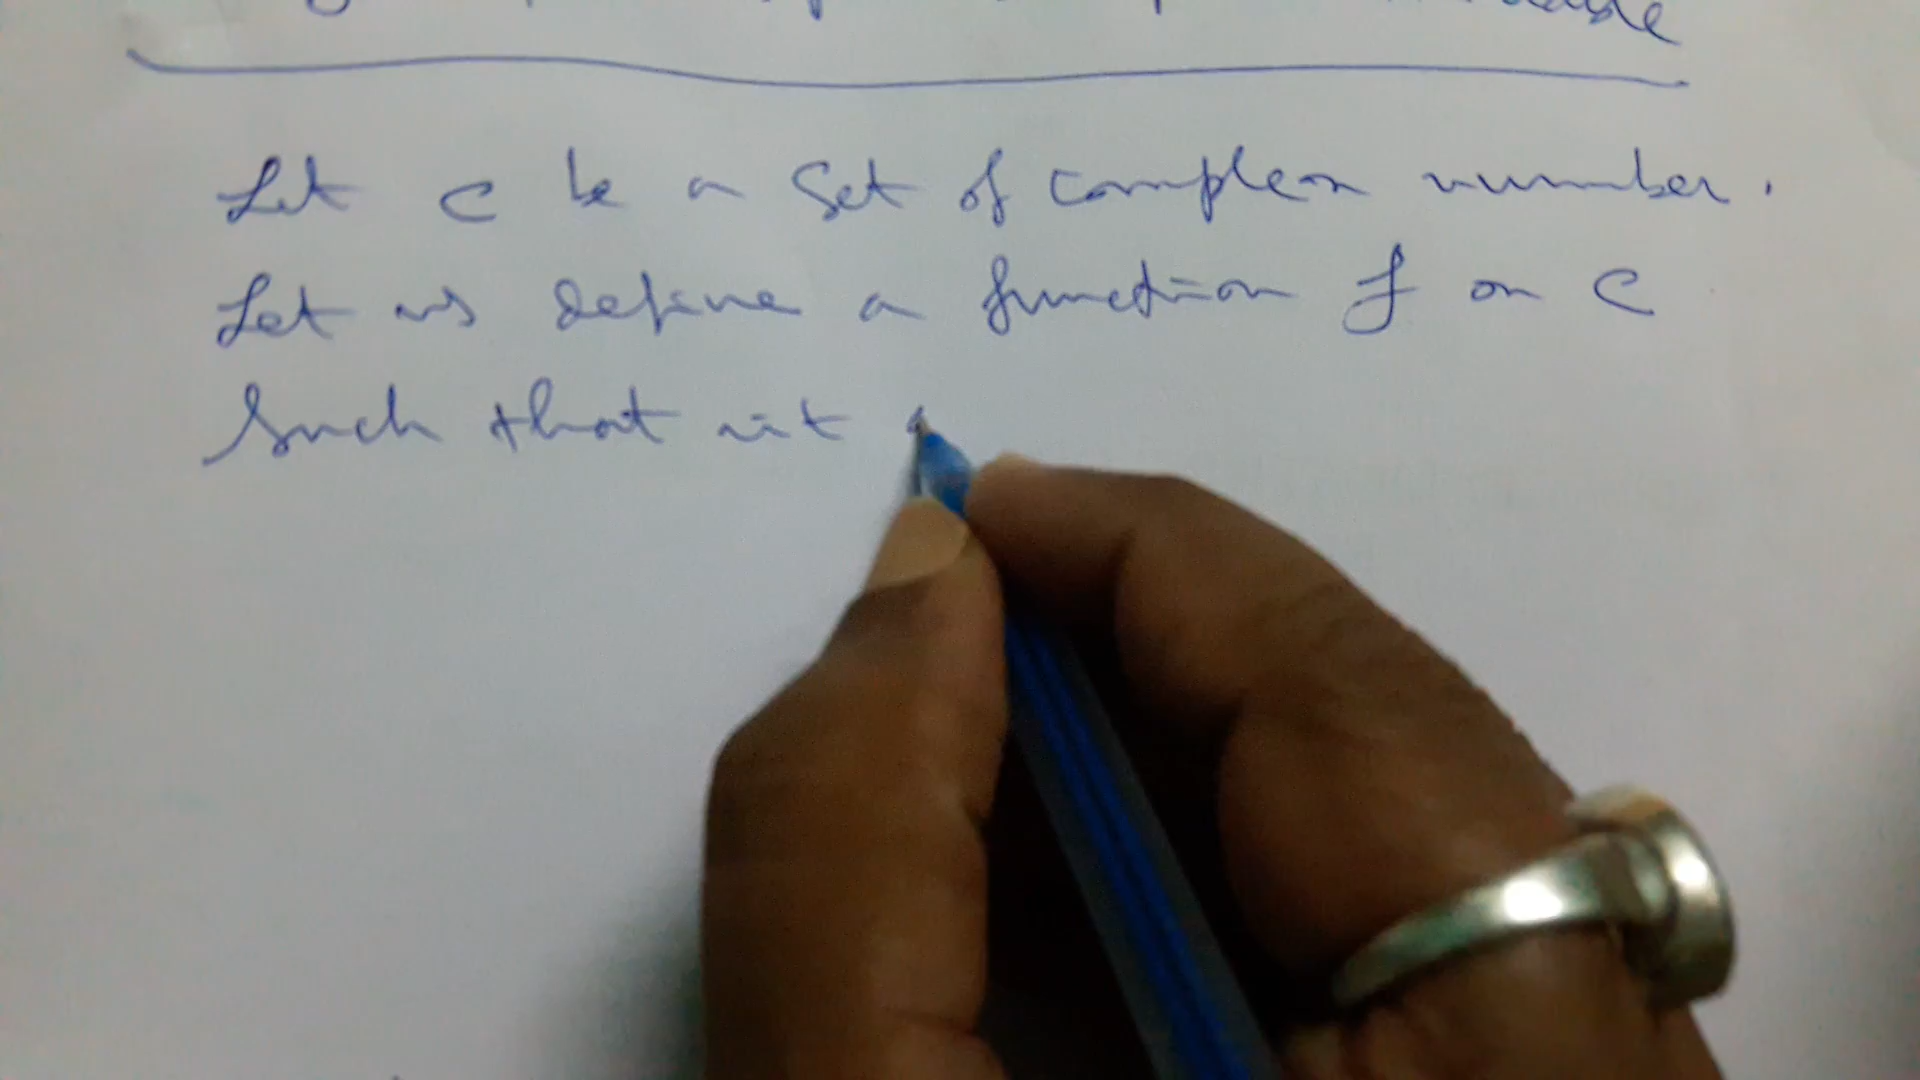 Let C be a set of complex number.
Let us define a function f on C
such that it